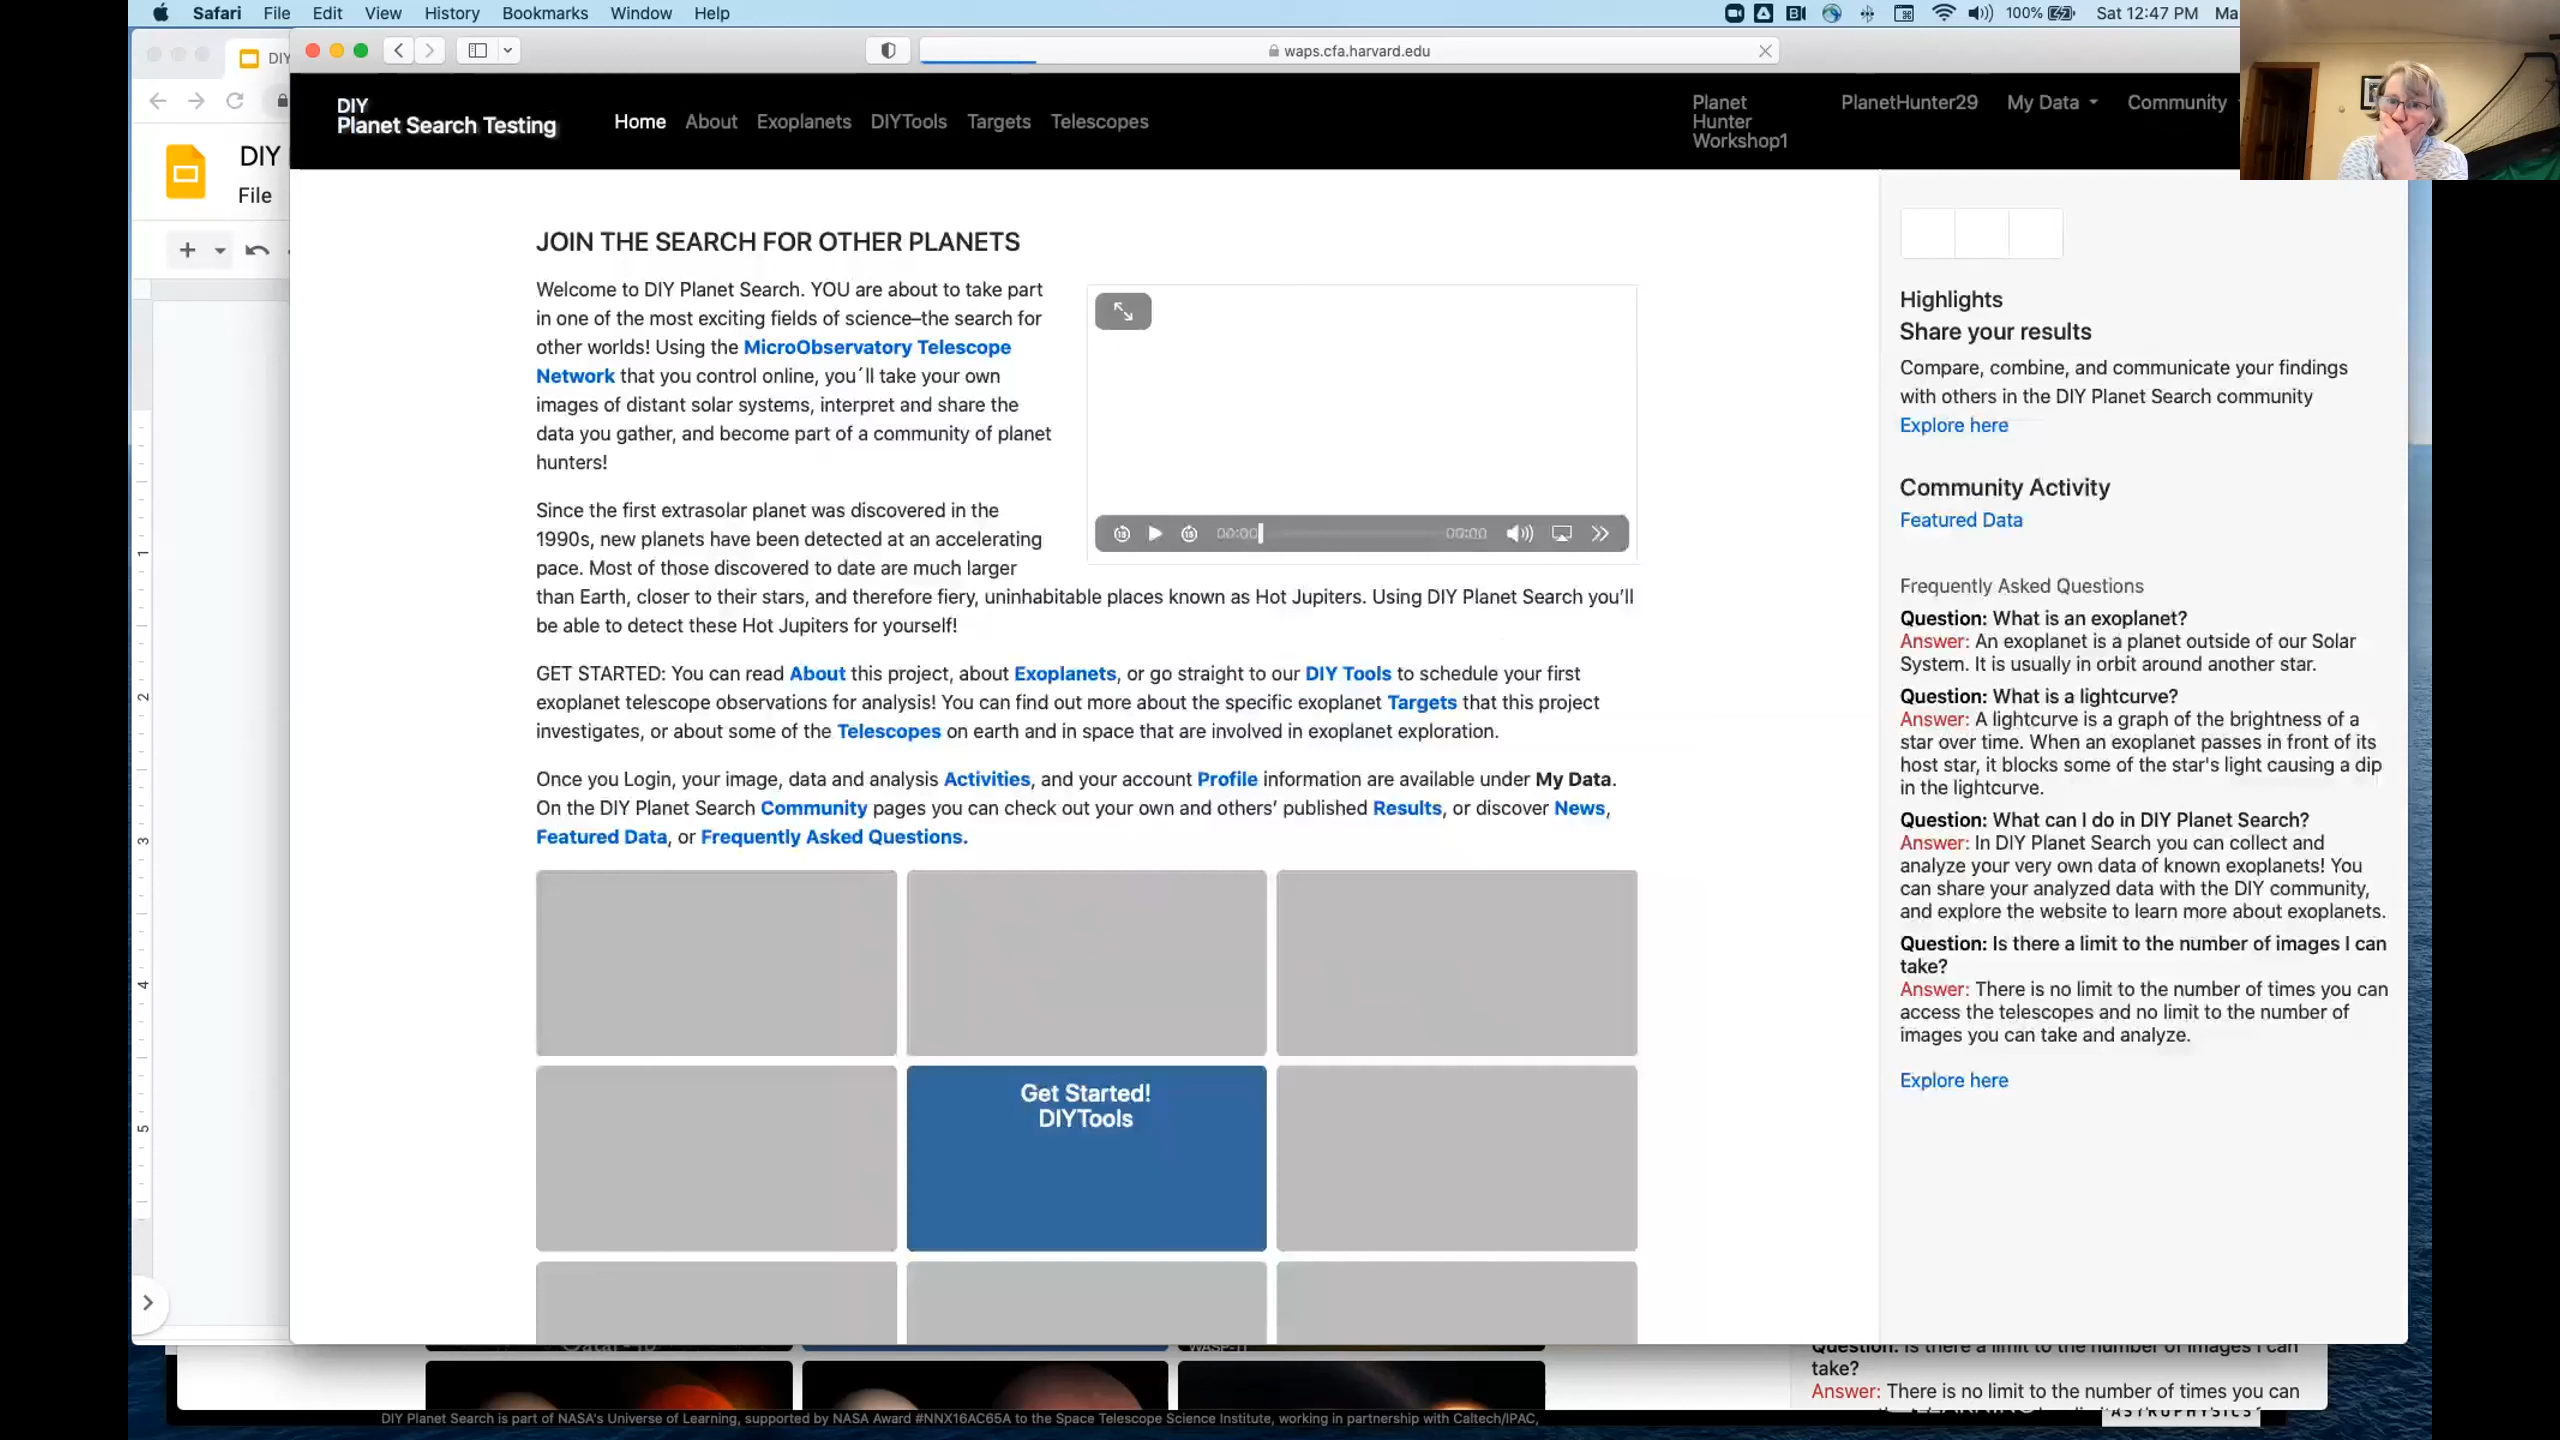 Safari File Edit View History Bookmarks Window Help
100% Sat 12:47 PM Ma
DIY
waps.cfa.harvard.edu
DIY
Planet Search Testing
Home About Exoplanets DIYTools Targets Telescopes
Planet
Hunter
Workshop1
PlanetHunter29 My Data Community
DIY
File
JOIN THE SEARCH FOR OTHER PLANETS
Welcome to DIY Planet Search. YOU are about to take part
in one of the most exciting fields of science–the search for
other worlds! Using the MicroObservatory Telescope
Network that you control online, you´ll take your own
images of distant solar systems, interpret and share the
data you gather, and become part of a community of planet
hunters!
Since the first extrasolar planet was discovered in the
1990s, new planets have been detected at an accelerating
pace. Most of those discovered to date are much larger
than Earth, closer to their stars, and therefore fiery, uninhabitable places known as Hot Jupiters. Using DIY Planet Search you’ll
be able to detect these Hot Jupiters for yourself!
00:00 00:00
GET STARTED: You can read About this project, about Exoplanets, or go straight to our DIY Tools to schedule your first
exoplanet telescope observations for analysis! You can find out more about the specific exoplanet Targets that this project
investigates, or about some of the Telescopes on earth and in space that are involved in exoplanet exploration.
Once you Login, your image, data and analysis Activities, and your account Profile information are available under My Data.
On the DIY Planet Search Community pages you can check out your own and others’ published Results, or discover News,
Featured Data, or Frequently Asked Questions.
Get Started!
DIYTools
Highlights
Share your results
Compare, combine, and communicate your findings
with others in the DIY Planet Search community
Explore here
Community Activity
Featured Data
Frequently Asked Questions
Question: What is an exoplanet?
Answer: An exoplanet is a planet outside of our Solar
System. It is usually in orbit around another star.
Question: What is a lightcurve?
Answer: A lightcurve is a graph of the brightness of a
star over time. When an exoplanet passes in front of its
host star, it blocks some of the star's light causing a dip
in the lightcurve.
Question: What can I do in DIY Planet Search?
Answer: In DIY Planet Search you can collect and
analyze your very own data of known exoplanets! You
can share your analyzed data with the DIY community,
and explore the website to learn more about exoplanets.
Question: Is there a limit to the number of images I can
take?
Answer: There is no limit to the number of times you can
access the telescopes and no limit to the number of
images you can take and analyze.
Explore here
1
2
3
4
5
Question: Is there a limit to the number of images I can
take?
Answer: There is no limit to the number of times you can
DIY Planet Search is part of NASA's Universe of Learning, supported by NASA Award #NNX16AC65A to the Space Telescope Science Institute, working in partnership with Caltech/IPAC,
ASTROPHYSICS